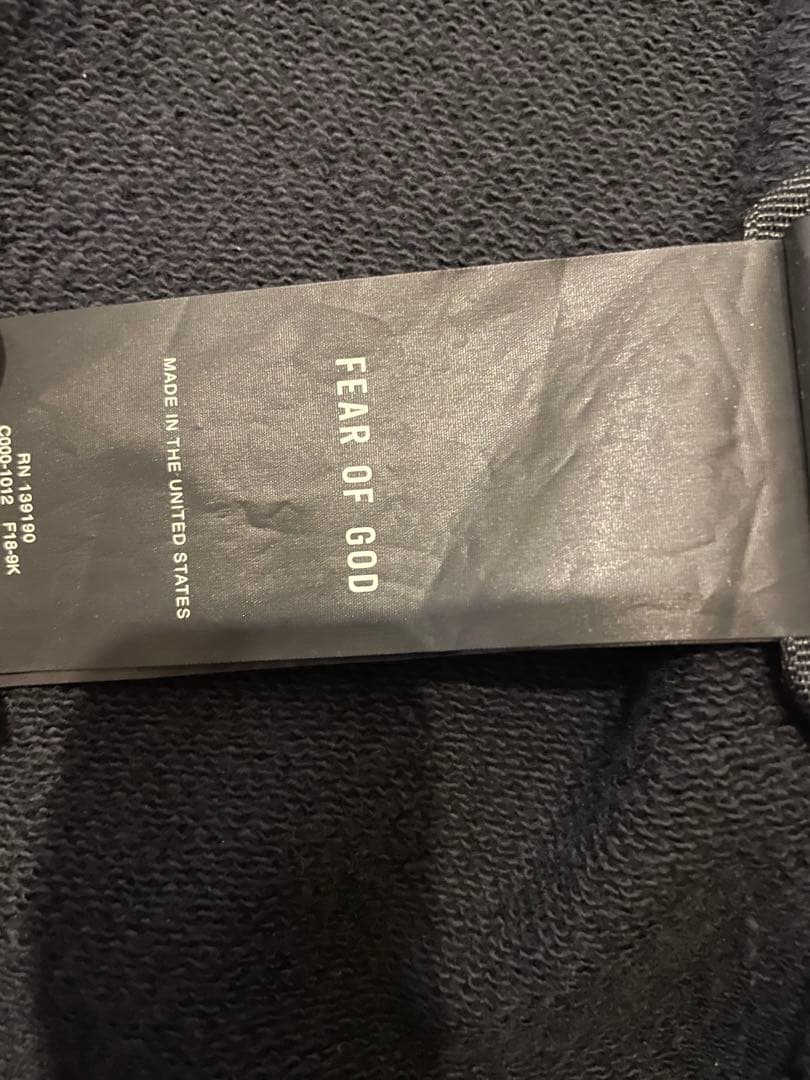 FEAR OF GOD
MADE IN THE UNITED STATES
RN 139190
C000-1012 F18-9K